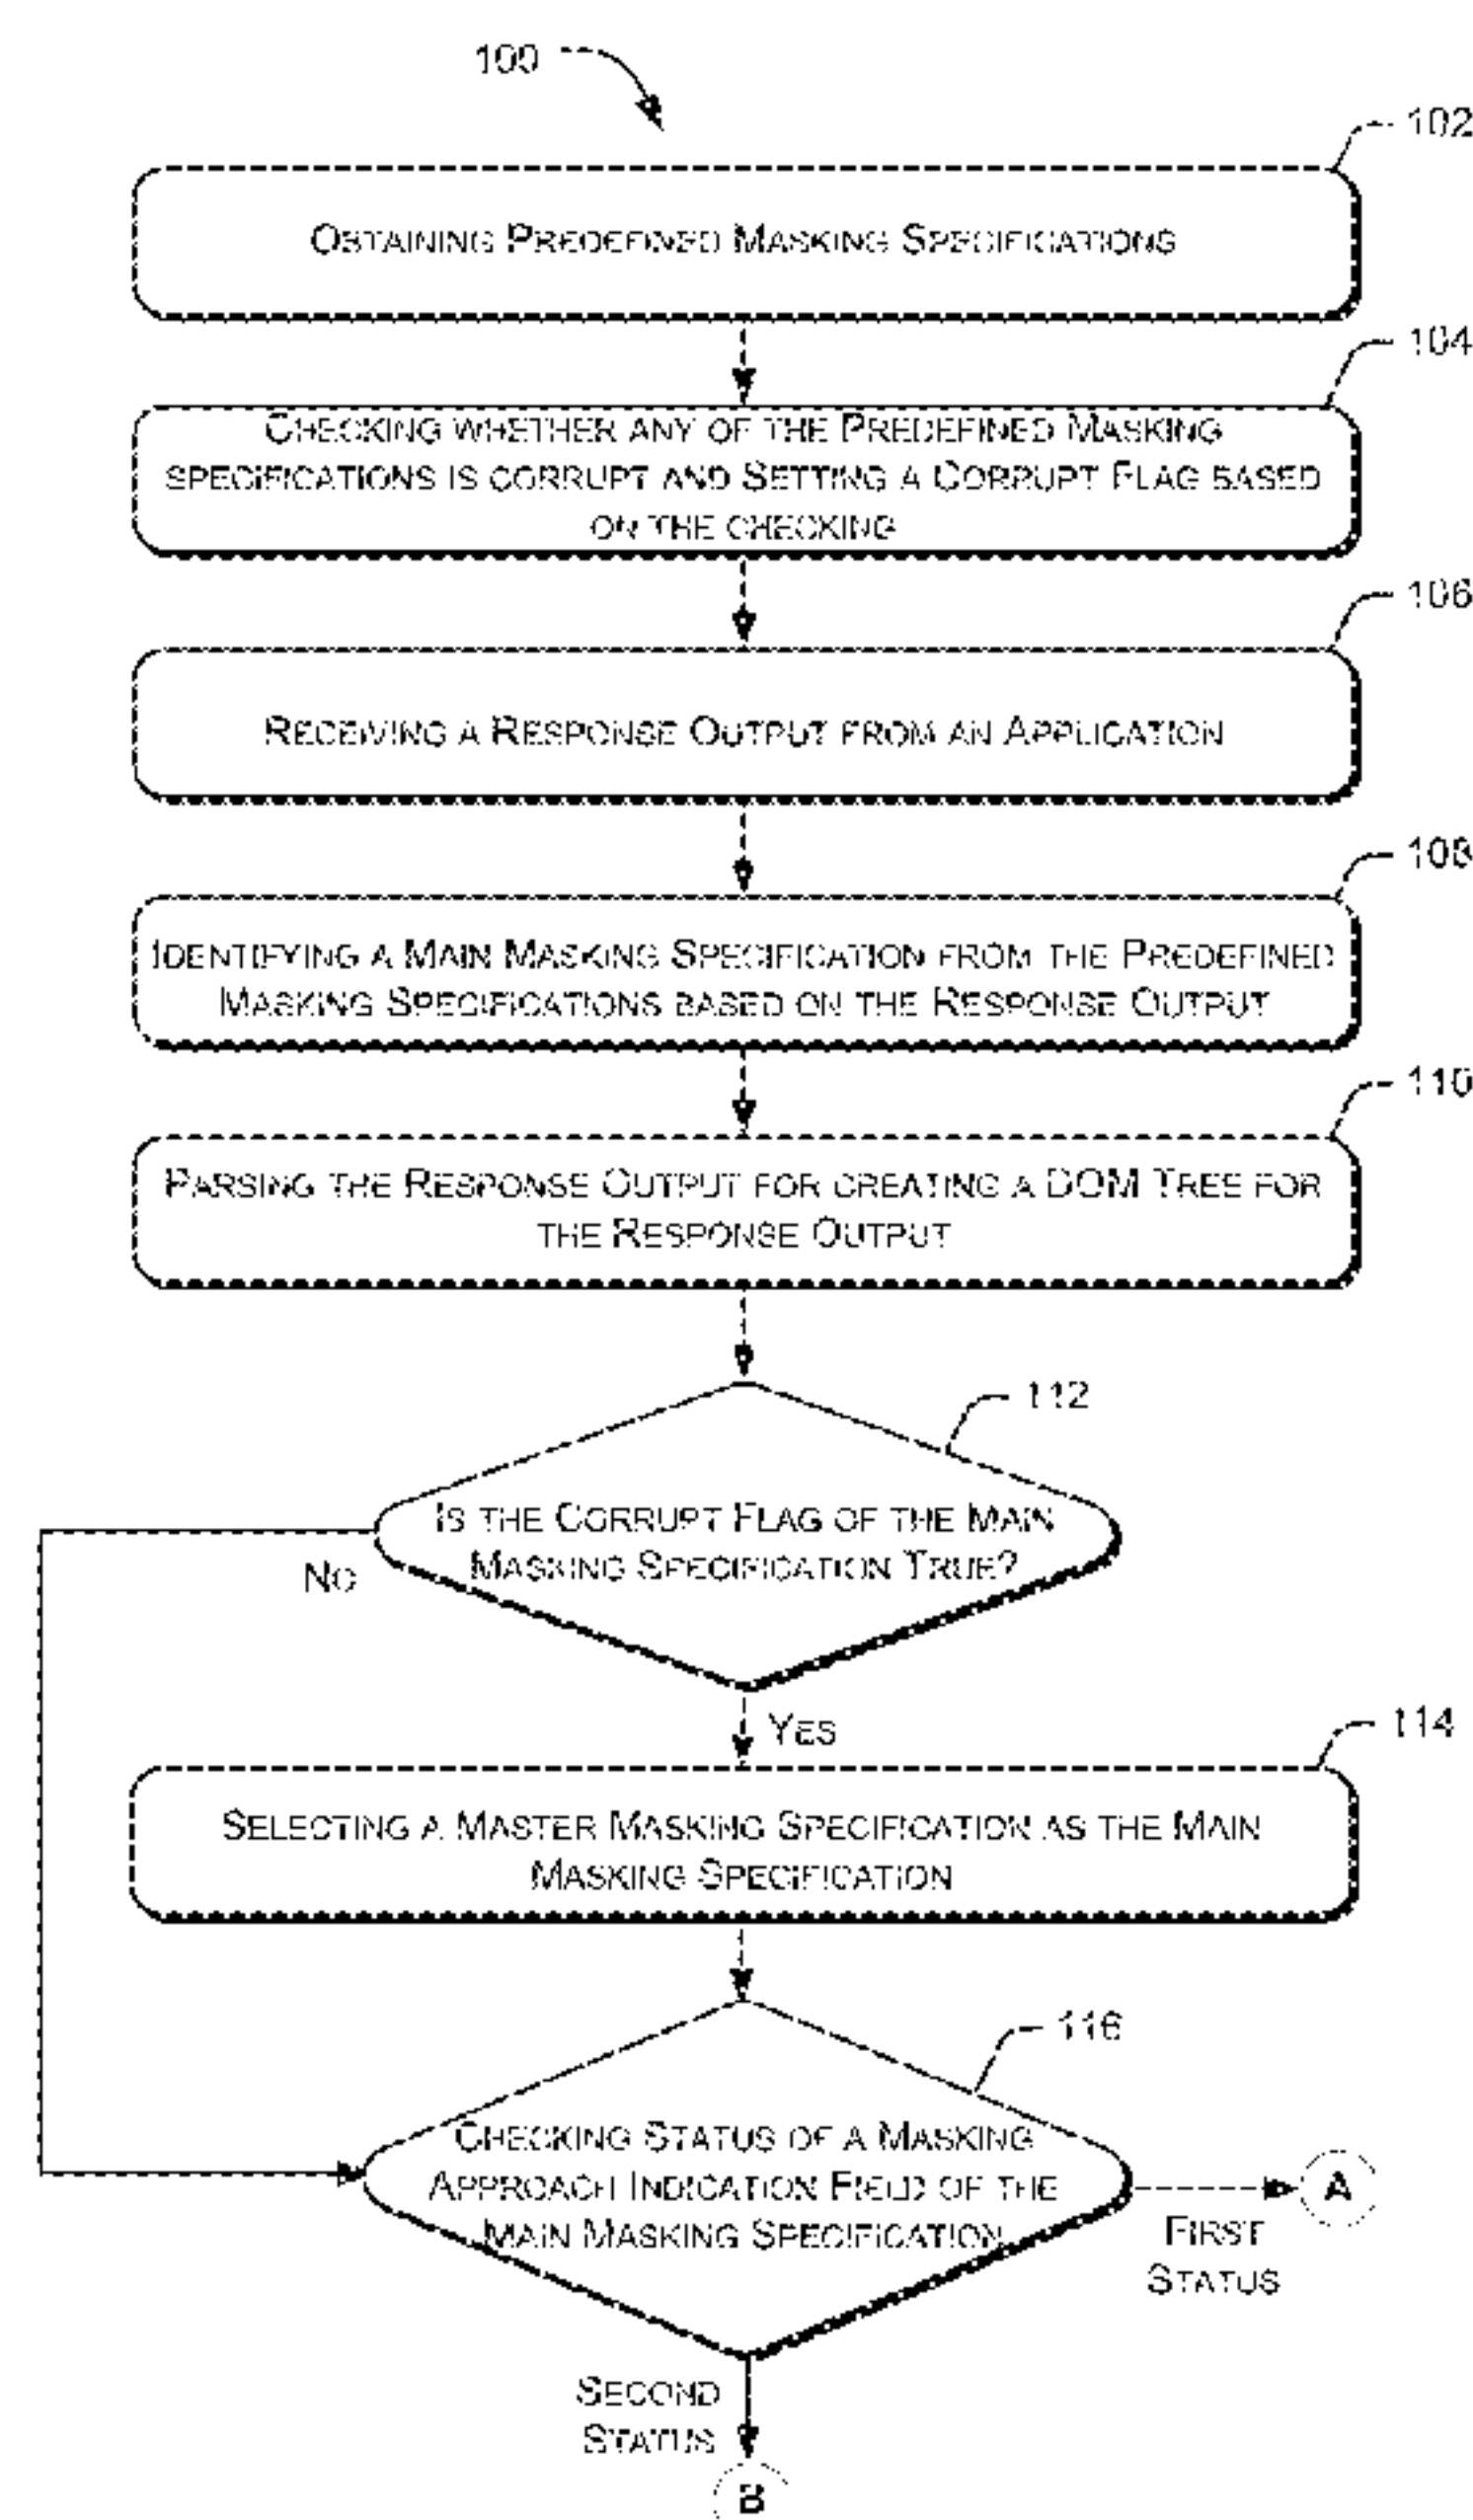 100
102
OBTAINING PREDEFINED MASKING SPECIFICATIONS
104
CHECKING WHETHER ANY OF THE PREDEFINED MASKING
SPECIFICATIONS IS CORRUPT AND SETTING A CORRUPT FLAG BASED
ON THE CHECKING
106
RECEIVING A RESPONSE OUTPUT FROM AN APPLICATION
108
IDENTIFYING A MAIN MASKING SPECIFICATION FROM THE PREDEFINED
MASKING SPECIFICATIONS BASED ON THE RESPONSE OUTPUT
110
PARSING THE RESPONSE OUTPUT FOR CREATING A DOM TREE FOR
THE RESPONSE OUTPUT
112
IS THE CORRUPT FLAG OF THE MAIN
MASKING SPECIFICATION TRUE?
NO
YES
114
SELECTING A MASTER MASKING SPECIFICATION AS THE MAIN
MASKING SPECIFICATION
116
CHECKING STATUS OF A MASKING
APPROACH INDICATION FIELD OF THE
MAIN MASKING SPECIFICATION
A
FIRST
STATUS
SECOND
STATUS
B